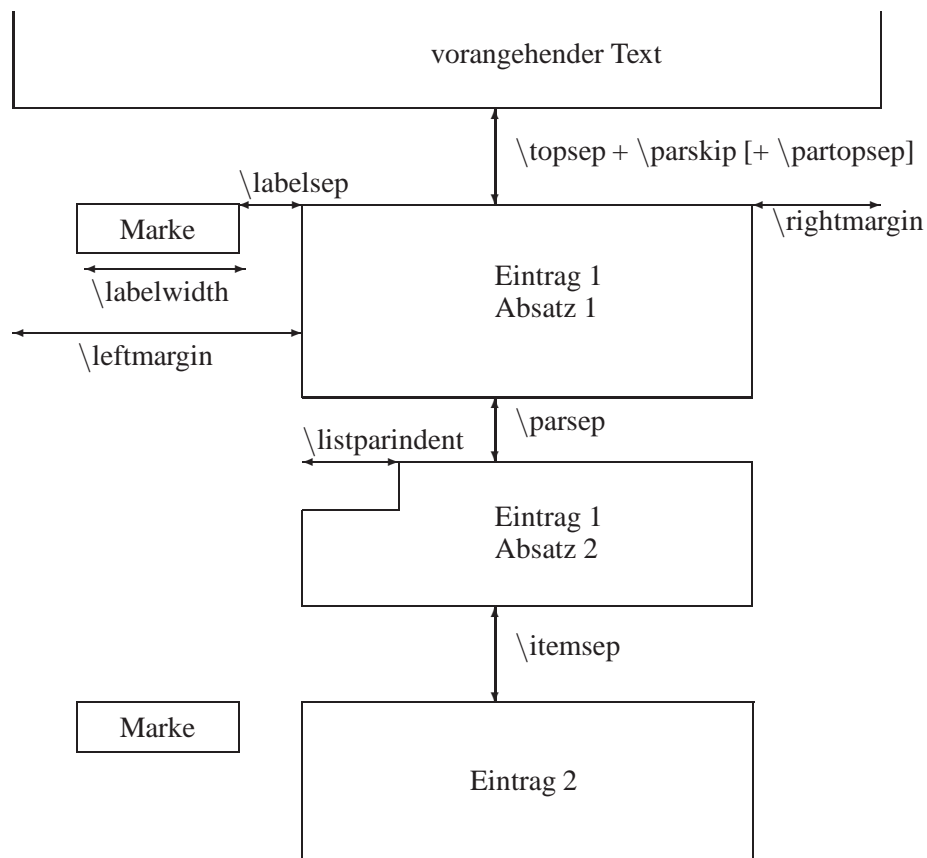 vorangehender Text
\topsep + \parskip [+ \partopsep]
\labelsep
Marke
\rightmargin
\labelwidth
Eintrag 1
Absatz 1
\leftmargin
\parsep
\listparindent
Eintrag 1
Absatz 2
\itemsep
Marke
Eintrag 2